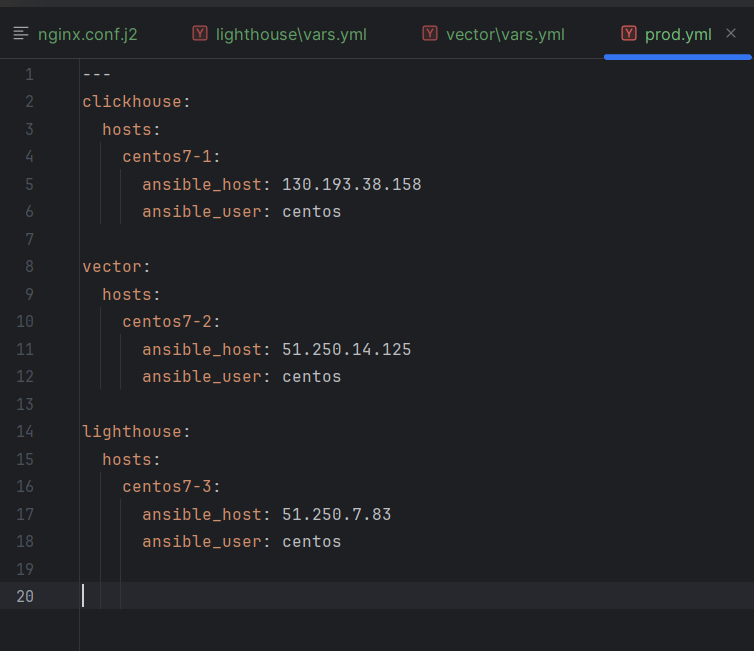 nginx.conf.j2 lighthouse\vars.yml vector\vars.yml prod.yml
1 ---
2 clickhouse:
3   hosts:
4     centos7-1:
5       ansible_host: 130.193.38.158
6       ansible_user: centos
7
8 vector:
9   hosts:
10     centos7-2:
11       ansible_host: 51.250.14.125
12       ansible_user: centos
13
14 lighthouse:
15   hosts:
16     centos7-3:
17       ansible_host: 51.250.7.83
18       ansible_user: centos
19
20